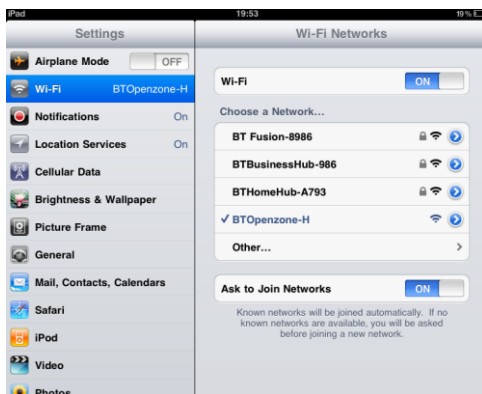 iPad 19:53 19%
Settings
Airplane Mode OFF
Wi-Fi BTOpenzone-H
Notifications On
Location Services On
Cellular Data
Brightness & Wallpaper
Picture Frame
General
Mail, Contacts, Calendars
Safari
iPod
Video
Photos
Wi-Fi Networks
Wi-Fi ON
Choose a Network...
BT Fusion-8986
BTBusinessHub-986
BTHomeHub-A793
BTOpenzone-H
Other...
Ask to Join Networks ON
Known networks will be joined automatically. If no
known networks are available, you will be asked
before joining a new network.